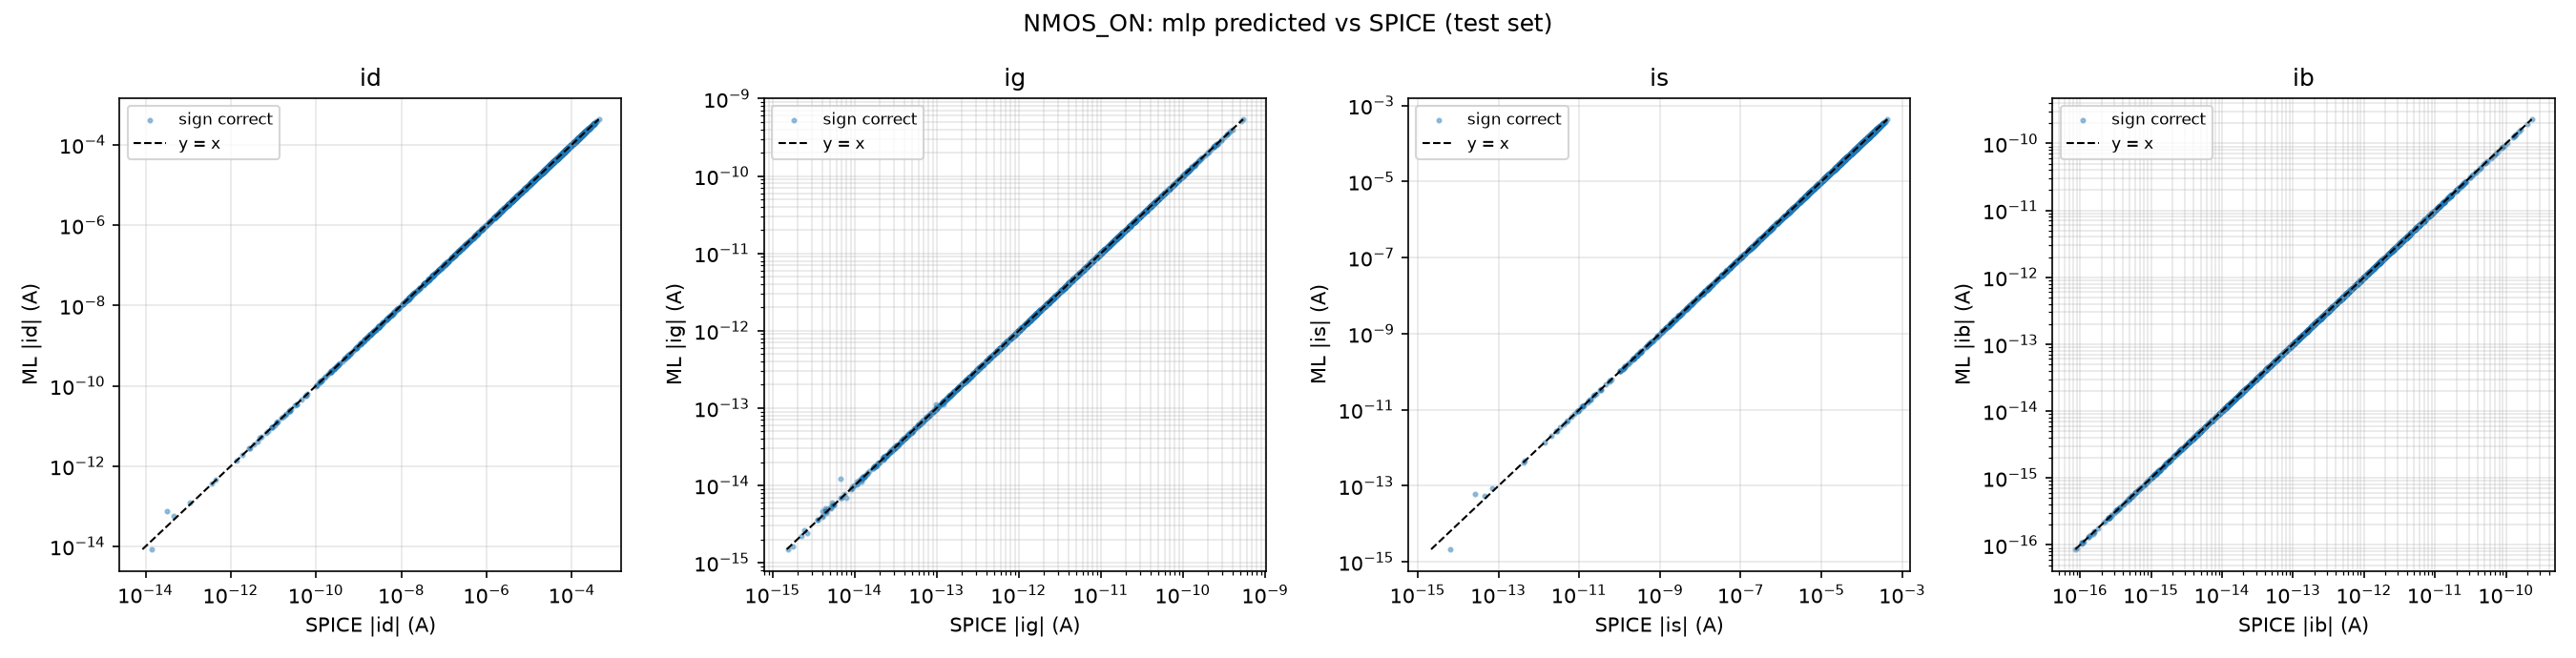 NMOS_ON: mlp predicted vs SPICE (test set)
id
sign correct
y = x
10⁻⁴
10⁻⁶
10⁻⁸
10⁻¹⁰
10⁻¹²
10⁻¹⁴
ML |id| (A)
10⁻¹⁴ 10⁻¹² 10⁻¹⁰ 10⁻⁸ 10⁻⁶ 10⁻⁴
SPICE |id| (A)
ig
sign correct
y = x
10⁻⁹
10⁻¹⁰
10⁻¹¹
10⁻¹²
10⁻¹³
10⁻¹⁴
10⁻¹⁵
ML |ig| (A)
10⁻¹⁵ 10⁻¹⁴ 10⁻¹³ 10⁻¹² 10⁻¹¹ 10⁻¹⁰ 10⁻⁹
SPICE |ig| (A)
is
sign correct
y = x
10⁻³
10⁻⁵
10⁻⁷
10⁻⁹
10⁻¹¹
10⁻¹³
10⁻¹⁵
ML |is| (A)
10⁻¹⁵ 10⁻¹³ 10⁻¹¹ 10⁻⁹ 10⁻⁷ 10⁻⁵ 10⁻³
SPICE |is| (A)
ib
sign correct
y = x
10⁻¹⁰
10⁻¹¹
10⁻¹²
10⁻¹³
10⁻¹⁴
10⁻¹⁵
10⁻¹⁶
ML |ib| (A)
10⁻¹⁶ 10⁻¹⁵ 10⁻¹⁴ 10⁻¹³ 10⁻¹² 10⁻¹¹ 10⁻¹⁰
SPICE |ib| (A)